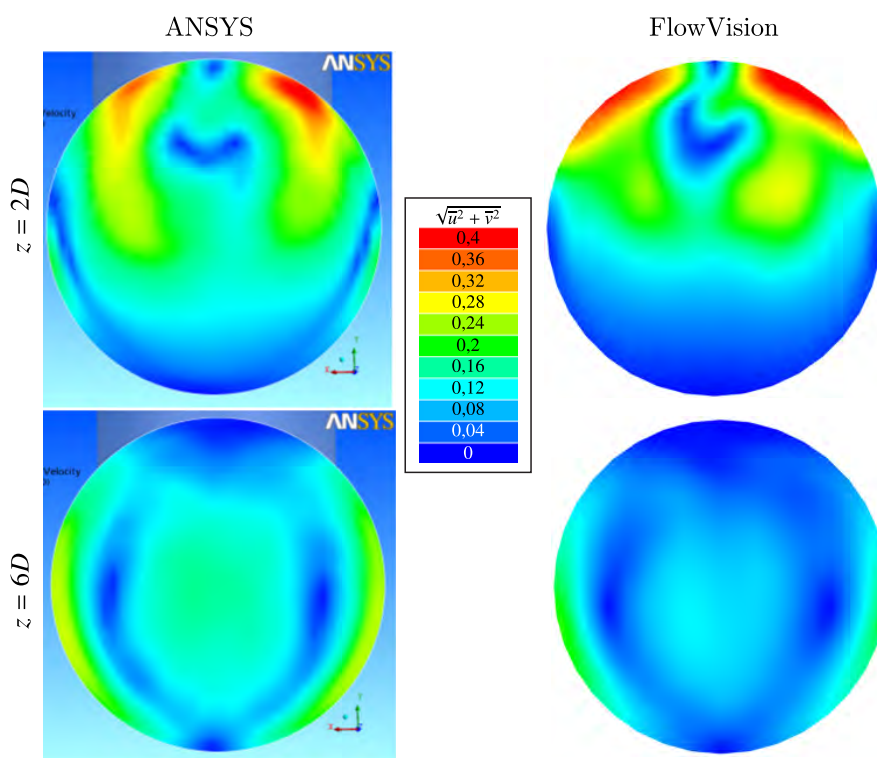 ANSYS FlowVision
ANSYS
Velocity
z = 2D
√u̅² + v̅²
0,4
0,36
0,32
0,28
0,24
0,2
0,16
0,12
0,08
0,04
0
ANSYS
Velocity
z = 6D